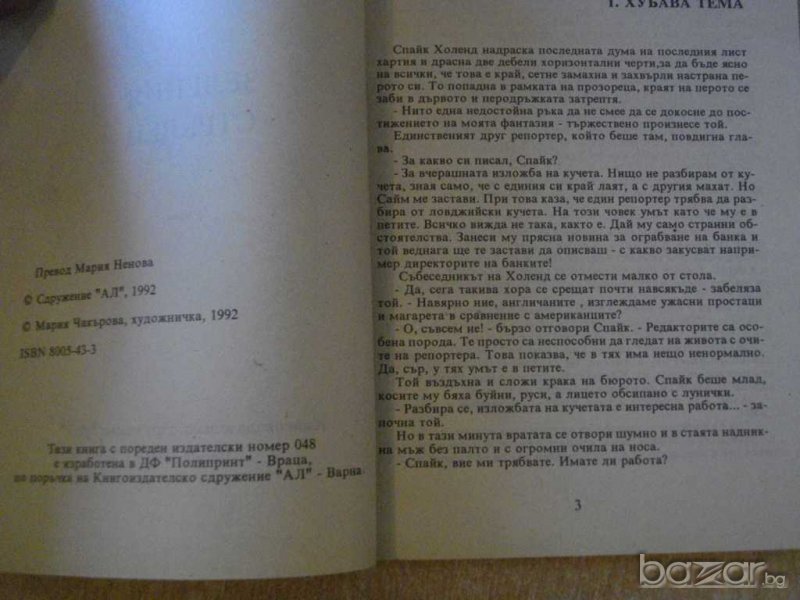 Превод Мария Ненова
© Сдружение "АЛ", 1992
© Мария Чакърова, художничка, 1992
ISBN 8005-43-3
Тази книга с пореден издателски номер 048
е изработена в ДФ "Полипринт" - Враца,
по поръчка на Книгоиздателско сдружение "АЛ" - Варна
1. ХУБАВА ТЕМА
Спайк Холенд надраска последната дума на последния лист
хартия и драсна две дебели хоризонтални черти,за да бъде ясно
на всички, че това е край, сетне замахна и захвърли настрана пе-
рото си. То попадна в рамката на прозореца, краят на перото се
заби в дървото и перодръжката затрептя.
- Нито една недостойна ръка да не смее да се докосне до пос-
тижението на моята фантазия - тържествено произнесе той.
Единственият друг репортер, който беше там, повдигна гла-
ва.
- За какво си писал, Спайк?
- За вчерашната изложба на кучета. Нищо не разбирам от ку-
чета, зная само, че с единия си край лаят, а с другия махат. Но
Сайм ме застави. При това каза, че един репортер трябва да раз-
бира от ловджийски кучета. На този човек умът като че му е в
петите. Всичко вижда не така, както е. Дай му само странни об-
стоятелства. Занеси му прясна новина за ограбване на банка и
той веднага ще те застави да описваш - с какво закусват напри-
мер директорите на банките!
Събеседникът на Холенд се отмести малко от стола.
- Да, сега такива хора се срещат почти навсякъде - забеляза
той. - Навярно ние, англичаните , изглеждаме ужасни простаци
и магарета в сравнение с американците?
- О, съвсем не! - бързо отговори Спайк. - Редакторите са осо-
бена порода. Те просто са неспособни да гледат на живота с очи-
те на репортера. Това показва, че в тях има нещо ненормално.
Да, сър, у тях умът е в петите.
Той въздъхна и сложи крака на бюрото. Спайк беше млад,
косите му бяха буйни, руси, а лицето обсипано с лунички.
- Разбира се, изложбата на кучетата е интересна работа... - за-
почна той.
Но в тази минута вратата се отвори шумно и в стаята надник-
на мъж без палто и с огромни очила на носа.
- Спайк, вие ми трябвате. Имате ли работа?
3
bazar.bg